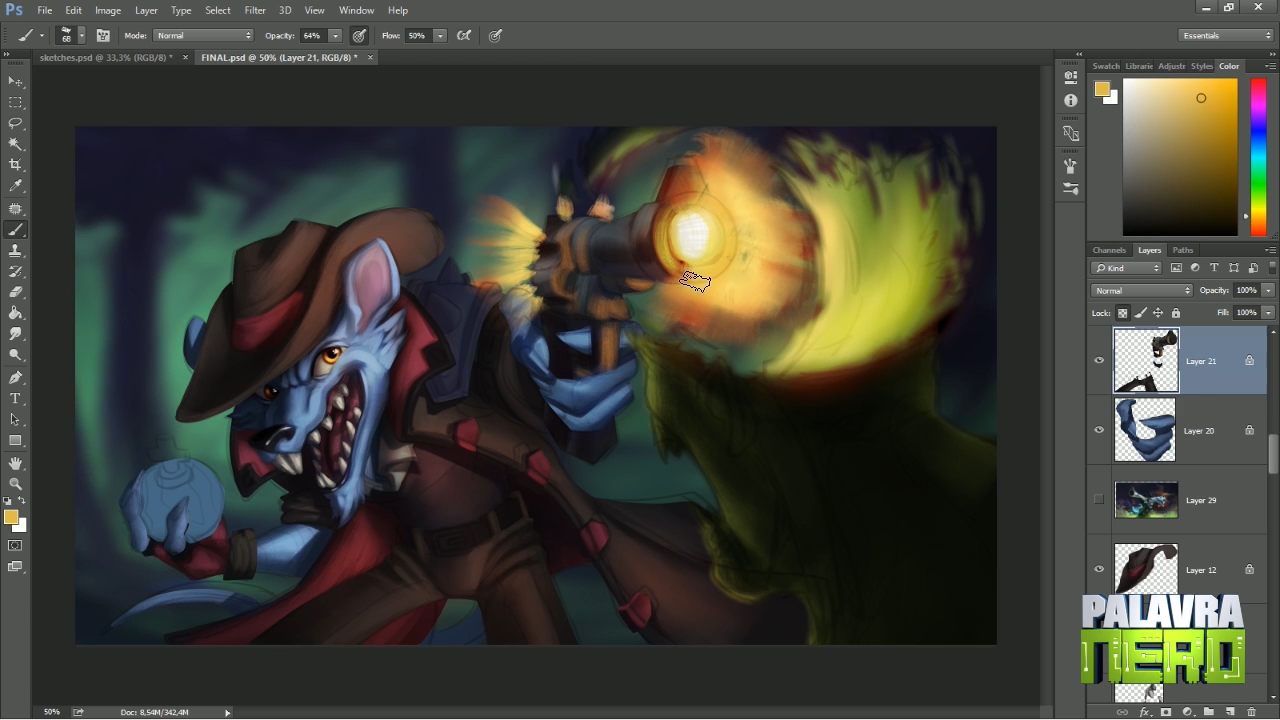 Ps File Edit Image Layer Type Select Filter 3D View Window Help
68 Mode: Normal Opacity: 64% Flow: 50% Essentials
sketches.psd @ 33,3% (RGB/8) * × FINAL.psd @ 50% (Layer 21, RGB/8) * ×
Swatch Librarie Adjustr Styles Color
Channels Layers Paths
Kind
Normal Opacity: 100%
Lock: Fill: 100%
Layer 21
Layer 20
Layer 29
Layer 12
PALAVRA
NERD
50% Doc: 8,54M/342,4M
fx